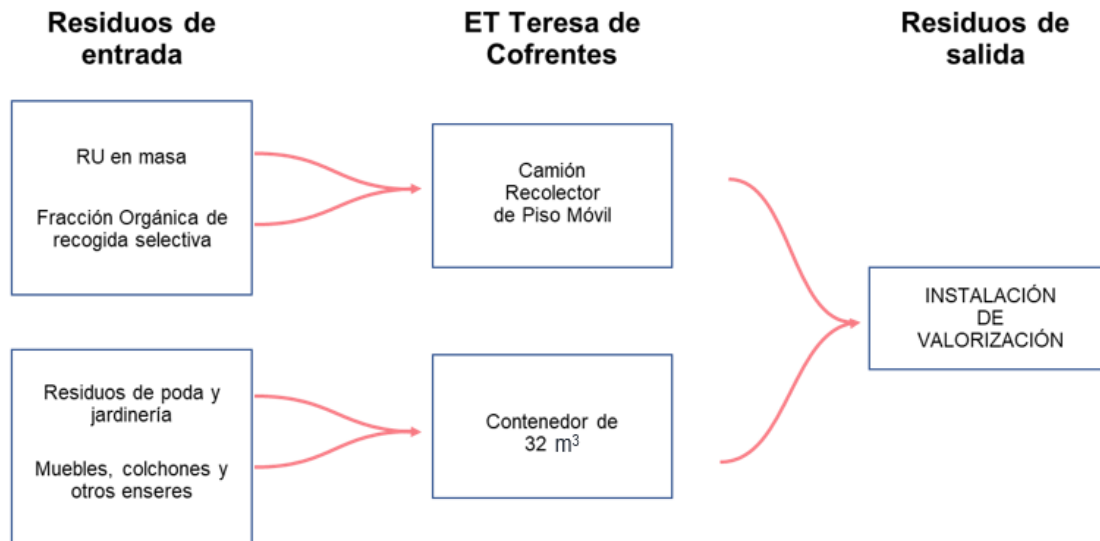 Residuos de
entrada
ET Teresa de
Cofrentes
Residuos de
salida
RU en masa
Fracción Orgánica de
recogida selectiva
Camión
Recolector
de Piso Móvil
INSTALACIÓN
DE
VALORIZACIÓN
Residuos de poda y
jardinería
Muebles, colchones y
otros enseres
Contenedor de
32 m³